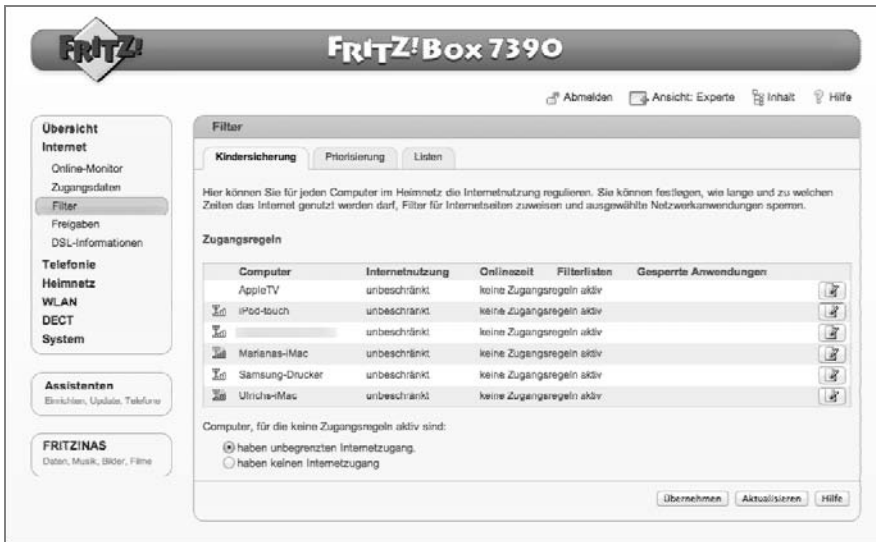 FRITZ!
FRITZ!Box 7390
Abmelden Ansicht: Experte Inhalt Hilfe
Übersicht
Internet
Online-Monitor
Zugangsdaten
Filter
Freigaben
DSL-Informationen
Telefonie
Heimnetz
WLAN
DECT
System
Assistenten
Einrichten, Update, Telefone
FRITZ!NAS
Daten, Musik, Bilder, Filme
Filter
Kindersicherung Priorisierung Listen
Hier können Sie für jeden Computer im Heimnetz die Internetnutzung regulieren. Sie können festlegen, wie lange und zu welchen
Zeiten das Internet genutzt werden darf, Filter für Internetseiten zuweisen und ausgewählte Netzwerkanwendungen sperren.
Zugangsregeln
Computer Internetnutzung Onlinezeit Filterlisten Gesperrte Anwendungen
AppleTV unbeschränkt keine Zugangsregeln aktiv
iPod-touch unbeschränkt keine Zugangsregeln aktiv
unbeschränkt keine Zugangsregeln aktiv
Marianas-iMac unbeschränkt keine Zugangsregeln aktiv
Samsung-Drucker unbeschränkt keine Zugangsregeln aktiv
Ulrichs-iMac unbeschränkt keine Zugangsregeln aktiv
Computer, für die keine Zugangsregeln aktiv sind:
haben unbegrenzten Internetzugang.
haben keinen Internetzugang
Übernehmen Aktualisieren Hilfe